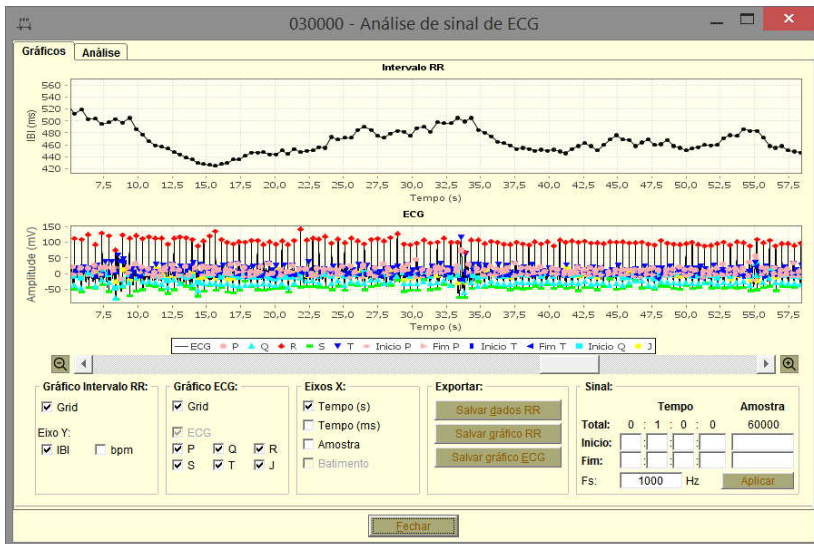 030000 - Análise de sinal de ECG
Gráficos Análise
Intervalo RR
IBI (ms)
560
540
520
500
480
460
440
420
7,5 10,0 12,5 15,0 17,5 20,0 22,5 25,0 27,5 30,0 32,5 35,0 37,5 40,0 42,5 45,0 47,5 50,0 52,5 55,0 57,5
Tempo (s)
ECG
Amplitude (mV)
150
100
50
0
-50
7,5 10,0 12,5 15,0 17,5 20,0 22,5 25,0 27,5 30,0 32,5 35,0 37,5 40,0 42,5 45,0 47,5 50,0 52,5 55,0 57,5
Tempo (s)
ECG P Q R S T Inicio P Fim P Inicio T Fim T Inicio Q J
Gráfico Intervalo RR: Gráfico ECG: Eixos X: Exportar: Sinal:
Grid Grid Tempo (s) Salvar dados RR Tempo Amostra
Eixo Y: ECG Tempo (ms) Salvar gráfico RR Total: 0 : 1 : 0 : 0 60000
IBI bpm P Q R Amostra Salvar gráfico ECG Inicio: : : :
S T J Batimento Fim: : : :
Fs: 1000 Hz Aplicar
Fechar